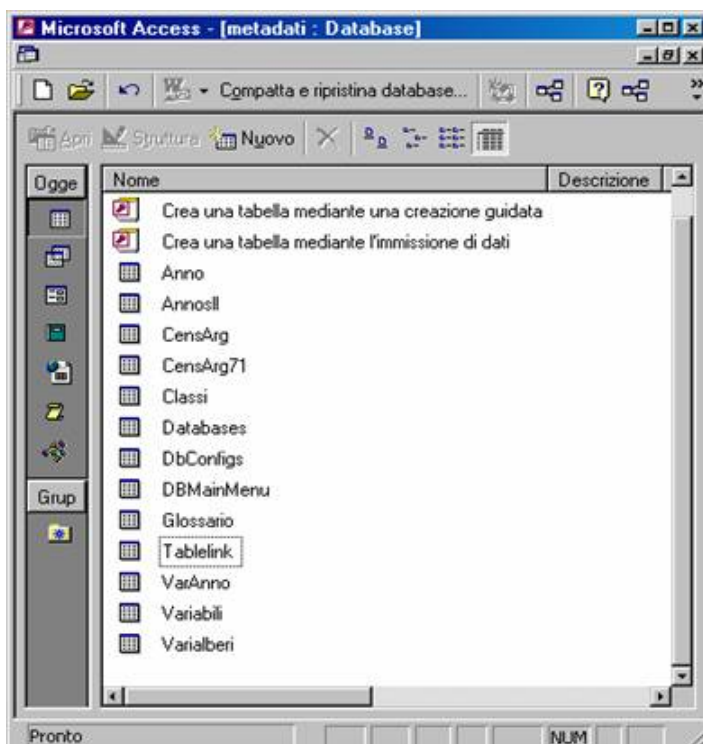 Microsoft Access - [metadati : Database]
Compatta e ripristina database...
Apri Struttura Nuovo
Ogge
Nome Descrizione
Crea una tabella mediante una creazione guidata
Crea una tabella mediante l'immissione di dati
Anno
AnnosII
CensArg
CensArg71
Classi
Databases
DbConfigs
DBMainMenu
Grup
Glossario
Tablelink
VarAnno
Variabili
Varialberi
Pronto NUM